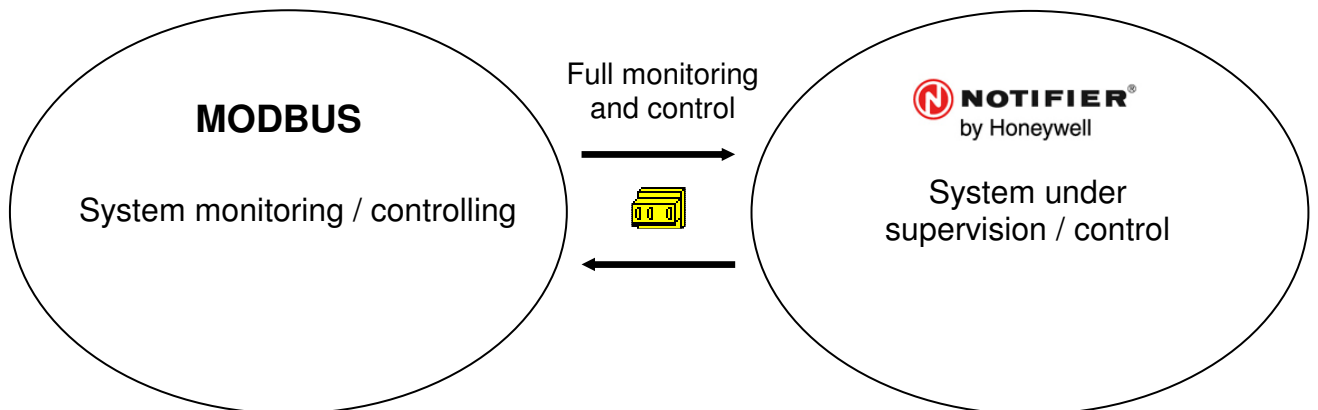 MODBUS
System monitoring / controlling
Full monitoring
and control
NOTIFIER®
by Honeywell
System under
supervision / control